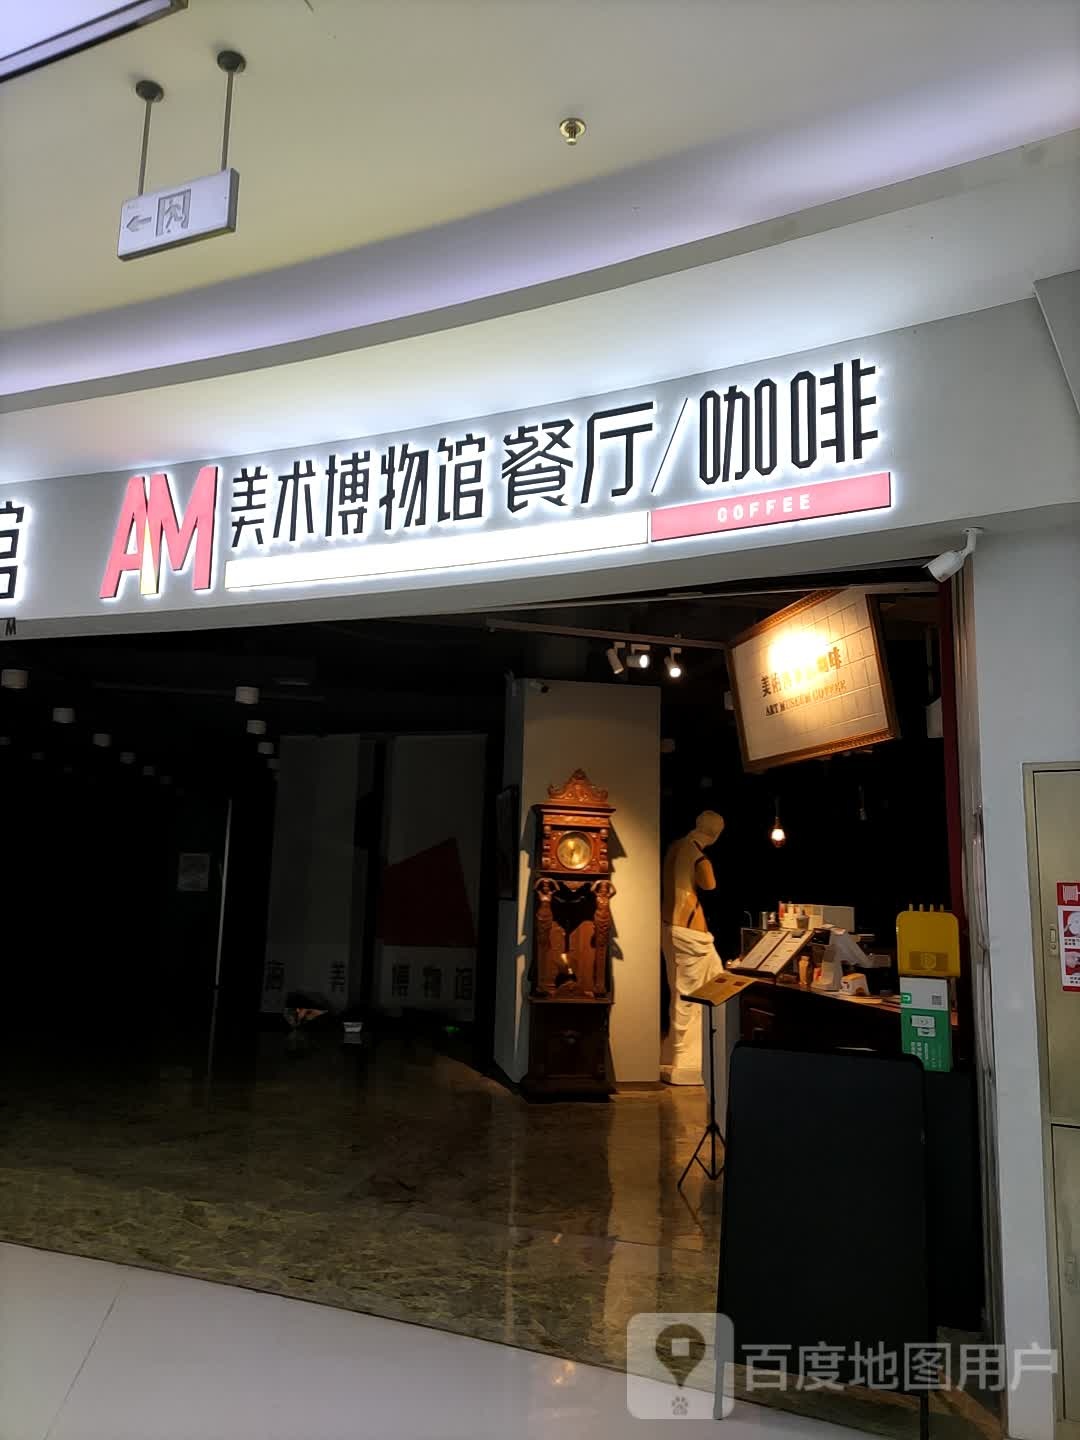 馆
M
AM 美术博物馆餐厅/咖啡
COFFEE
ART MUSEUM COFFEE
美 博物馆
百度地图用户